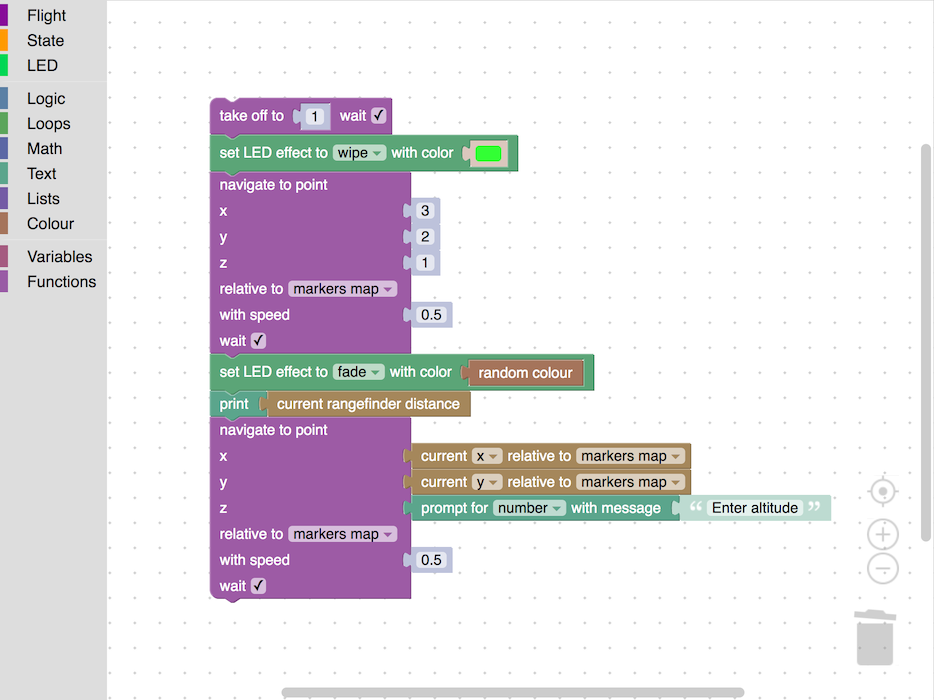 Flight
State
LED
Logic
Loops
Math
Text
Lists
Colour
Variables
Functions
take off to 1 wait ✓
set LED effect to wipe with color
navigate to point
x 3
y 2
z 1
relative to markers map
with speed 0.5
wait ✓
set LED effect to fade with color random colour
print current rangefinder distance
navigate to point
x current x relative to markers map
y current y relative to markers map
z prompt for number with message “ Enter altitude ”
relative to markers map
with speed 0.5
wait ✓